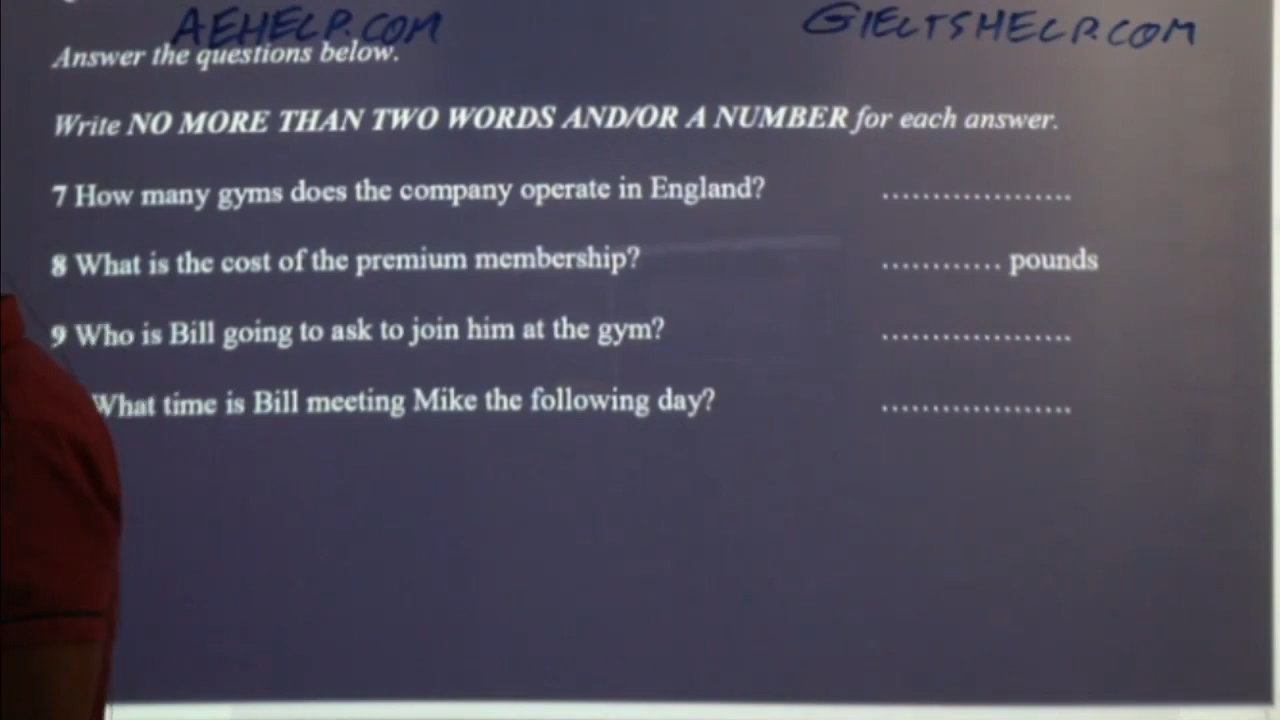 AEHELP.COM GIELTSHELP.COM
Answer the questions below.
Write NO MORE THAN TWO WORDS AND/OR A NUMBER for each answer.
7 How many gyms does the company operate in England? ...................
8 What is the cost of the premium membership? ............ pounds
9 Who is Bill going to ask to join him at the gym? ...................
What time is Bill meeting Mike the following day? ...................